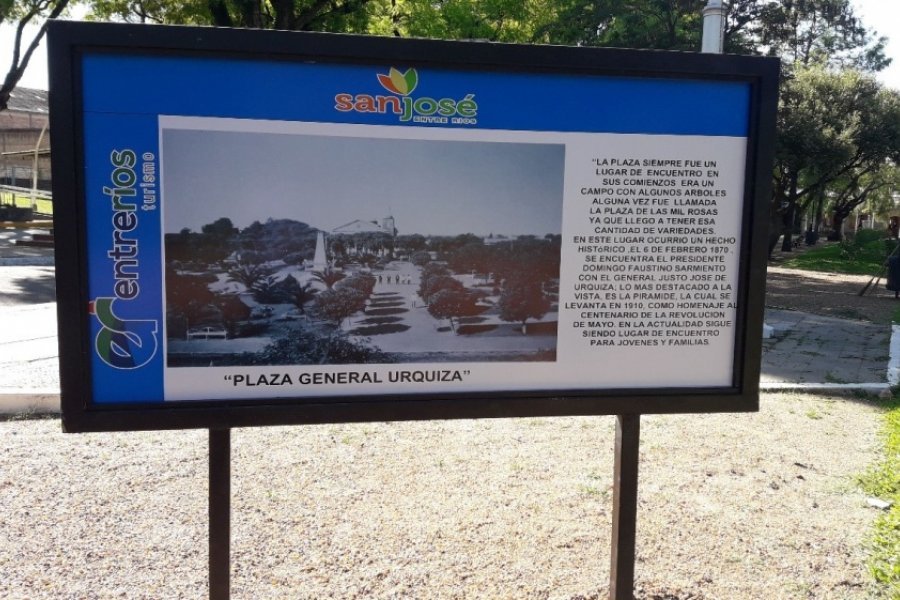 sanjosé
ENTRE RIOS
entreríos
turismo
er
"LA PLAZA SIEMPRE FUE UN
LUGAR DE ENCUENTRO EN
SUS COMIENZOS ERA UN
CAMPO CON ALGUNOS ARBOLES
ALGUNA VEZ FUE LLAMADA
LA PLAZA DE LAS MIL ROSAS
YA QUE LLEGO A TENER ESA
CANTIDAD DE VARIEDADES.
EN ESTE LUGAR OCURRIO UN HECHO
HISTÓRICO ,EL 6 DE FEBRERO 1870 ,
SE ENCUENTRA EL PRESIDENTE
DOMINGO FAUSTINO SARMIENTO
CON EL GENERAL JUSTO JOSE DE
URQUIZA; LO MAS DESTACADO A LA
VISTA, ES LA PIRAMIDE, LA CUAL SE
LEVANTA EN 1910, COMO HOMENAJE AL
CENTENARIO DE LA REVOLUCION
DE MAYO. EN LA ACTUALIDAD SIGUE
SIENDO LUGAR DE ENCUENTRO
PARA JOVENES Y FAMILIAS.
"PLAZA GENERAL URQUIZA"